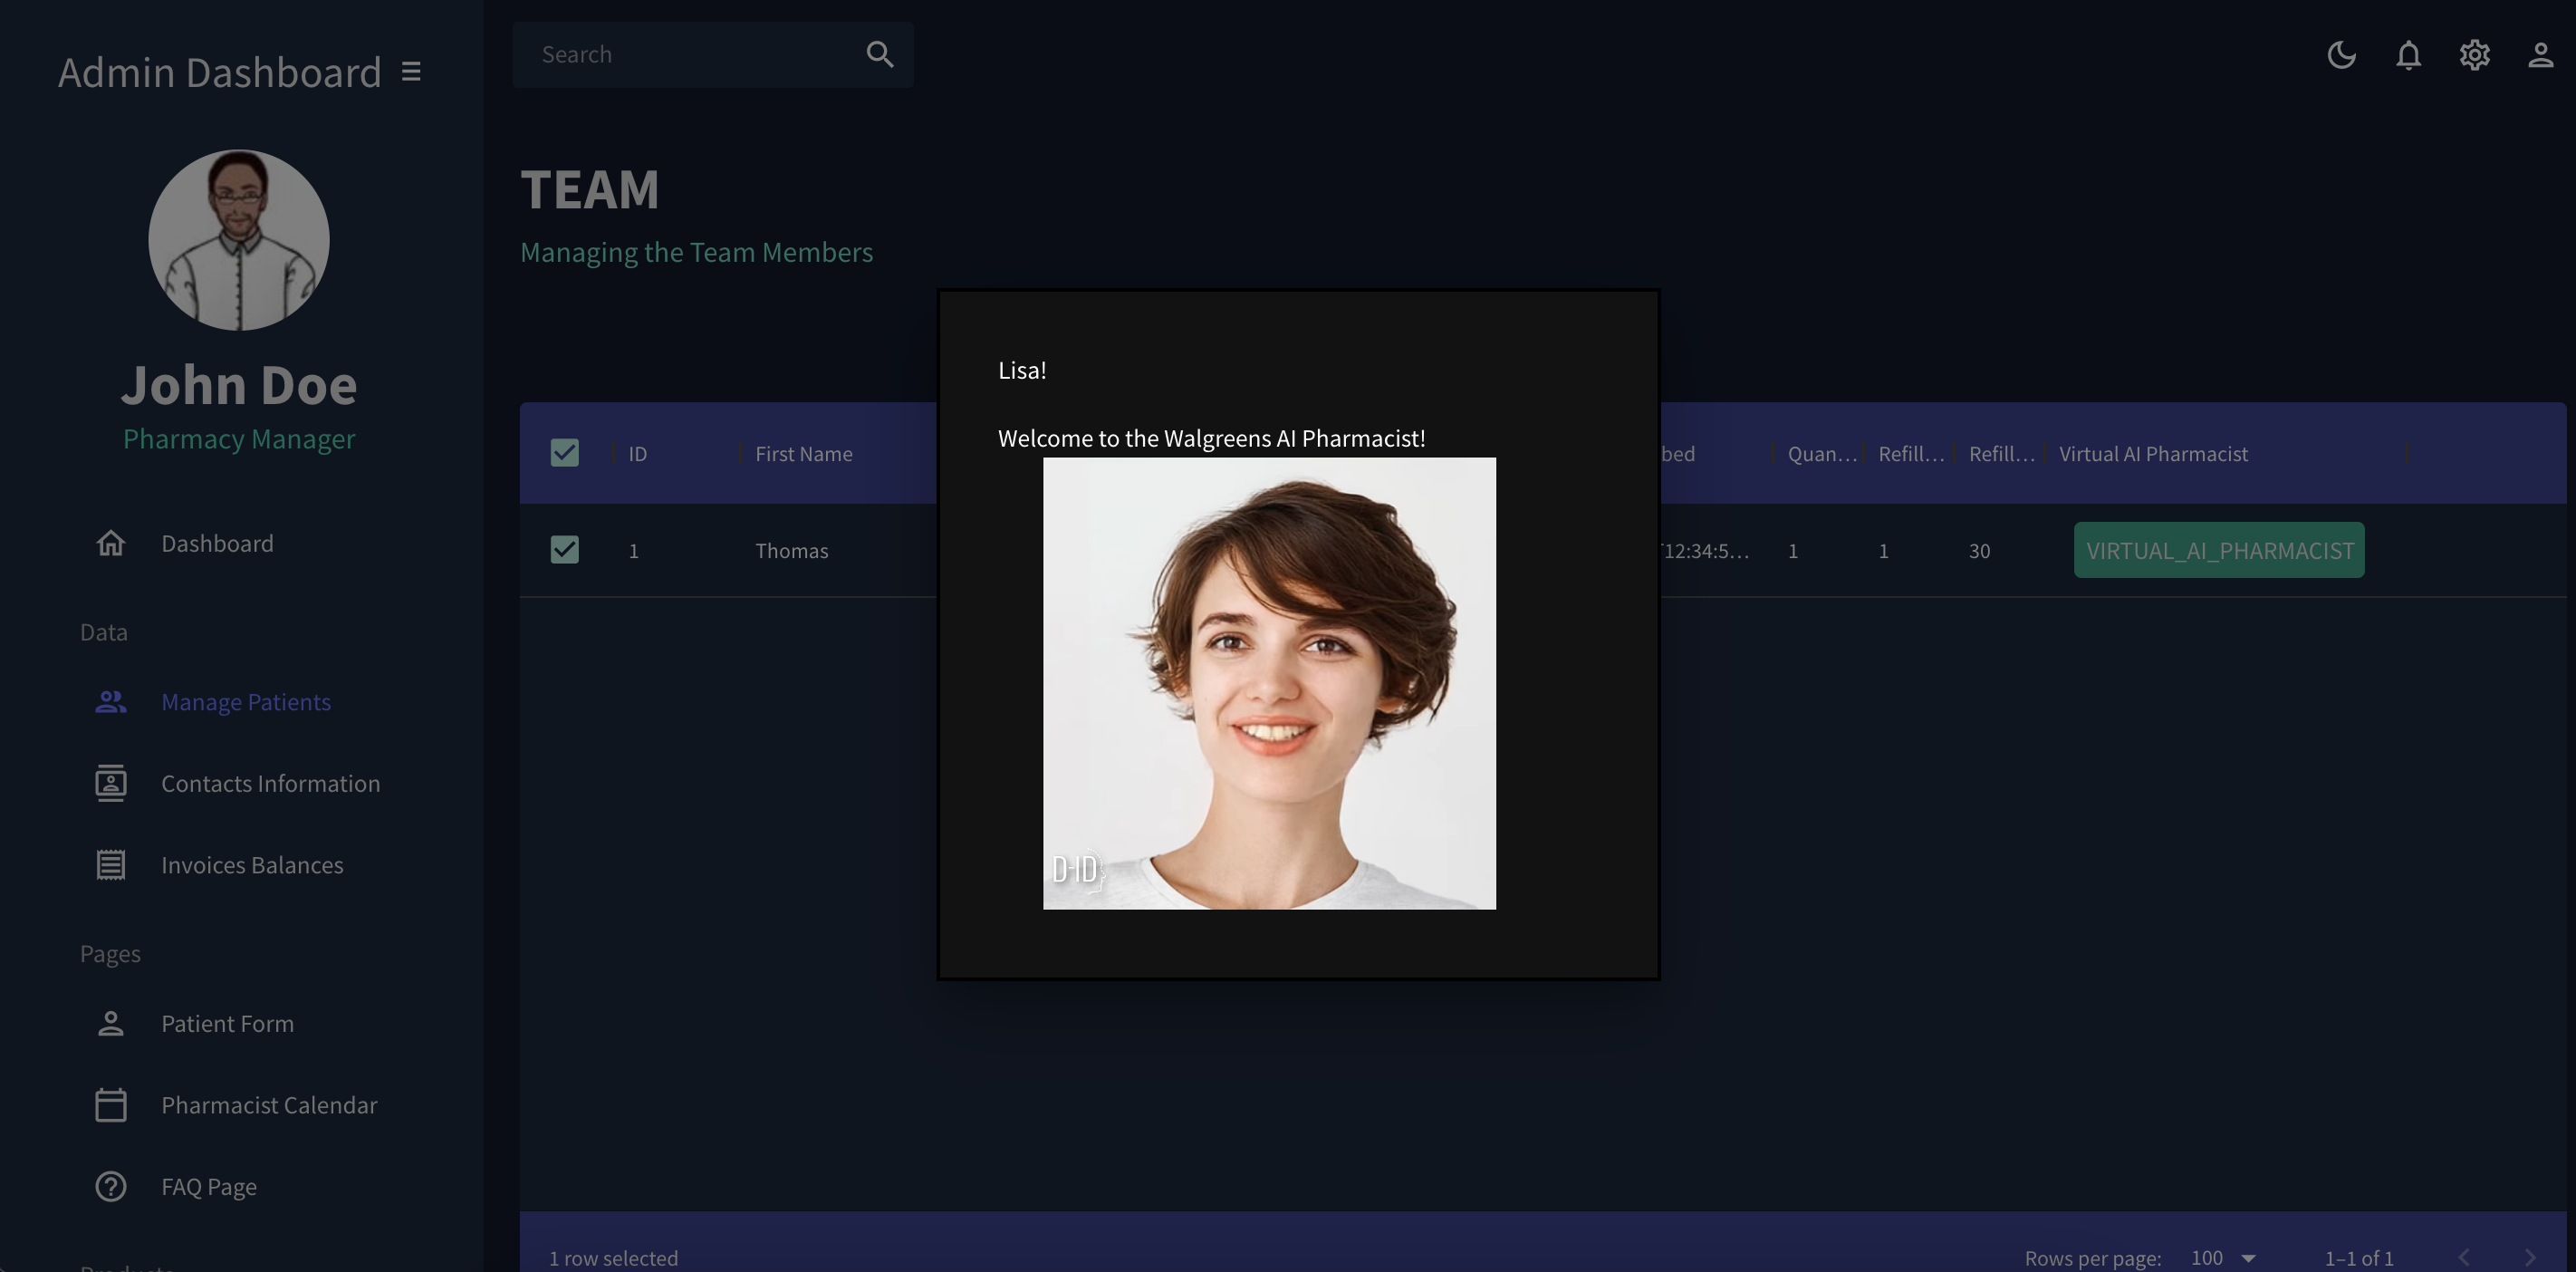 Admin Dashboard
Search
John Doe
Pharmacy Manager
Dashboard
Data
Manage Patients
Contacts Information
Invoices Balances
Pages
Patient Form
Pharmacist Calendar
FAQ Page
Products
TEAM
Managing the Team Members
ID First Name bed Quan... Refill... Refill... Virtual AI Pharmacist
1 Thomas T12:34:5... 1 1 30 VIRTUAL_AI_PHARMACIST
Lisa!
Welcome to the Walgreens AI Pharmacist!
D-ID
1 row selected
Rows per page: 100 1–1 of 1